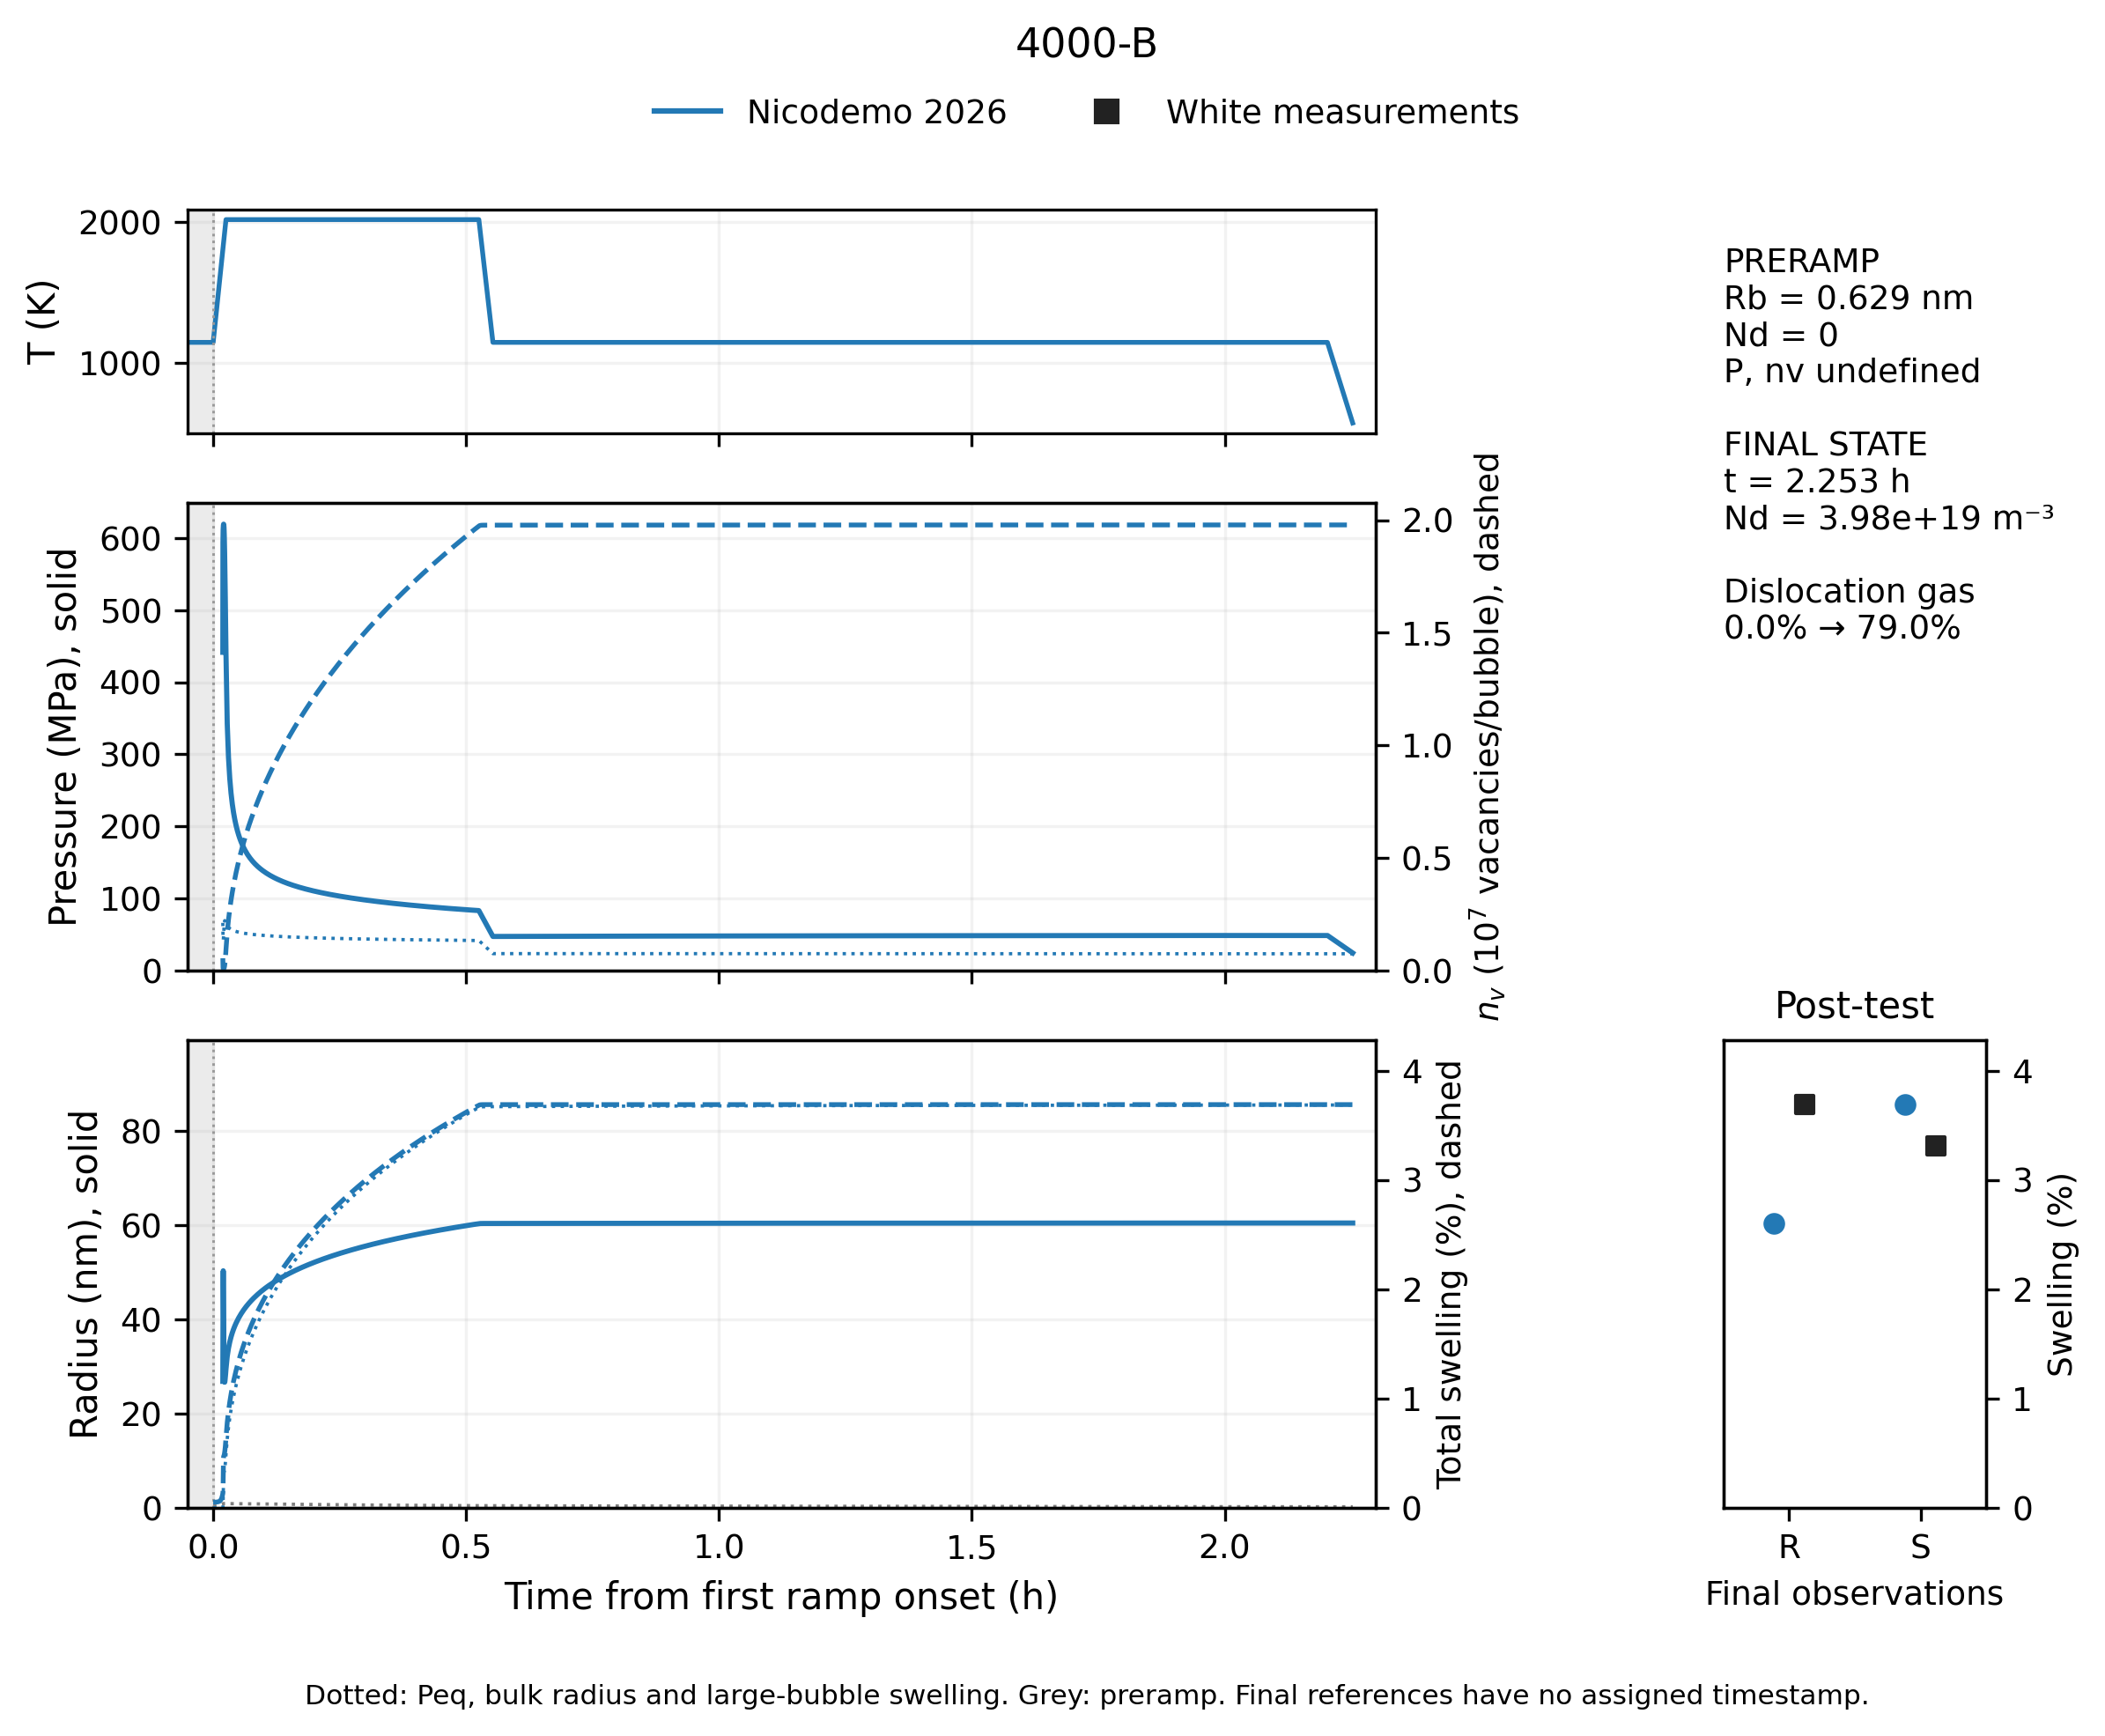 4000-B
Nicodemo 2026
White measurements
2000
1000
T (K)
PRERAMP
Rb = 0.629 nm
Nd = 0
P, nv undefined
FINAL STATE
t = 2.253 h
Nd = 3.98e+19 m⁻³
Dislocation gas
0.0% → 79.0%
600
500
400
300
200
100
0
Pressure (MPa), solid
2.0
1.5
1.0
0.5
0.0
nᵥ (10⁷ vacancies/bubble), dashed
80
60
40
20
0
Radius (nm), solid
4
3
2
1
0
Total swelling (%), dashed
0.0 0.5 1.0 1.5 2.0
Time from first ramp onset (h)
Post-test
4
3
2
1
0
Swelling (%)
R S
Final observations
Dotted: Peq, bulk radius and large-bubble swelling. Grey: preramp. Final references have no assigned timestamp.